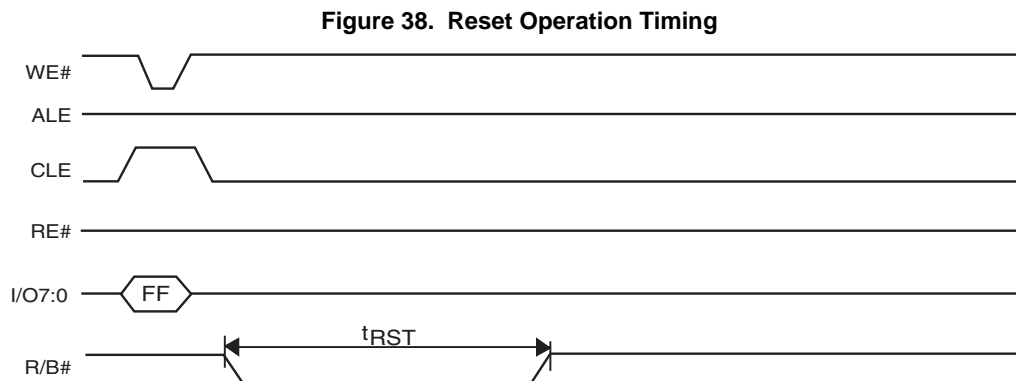 Figure 38. Reset Operation Timing
WE#
ALE
CLE
RE#
I/O7:0 FF
tRST
R/B#